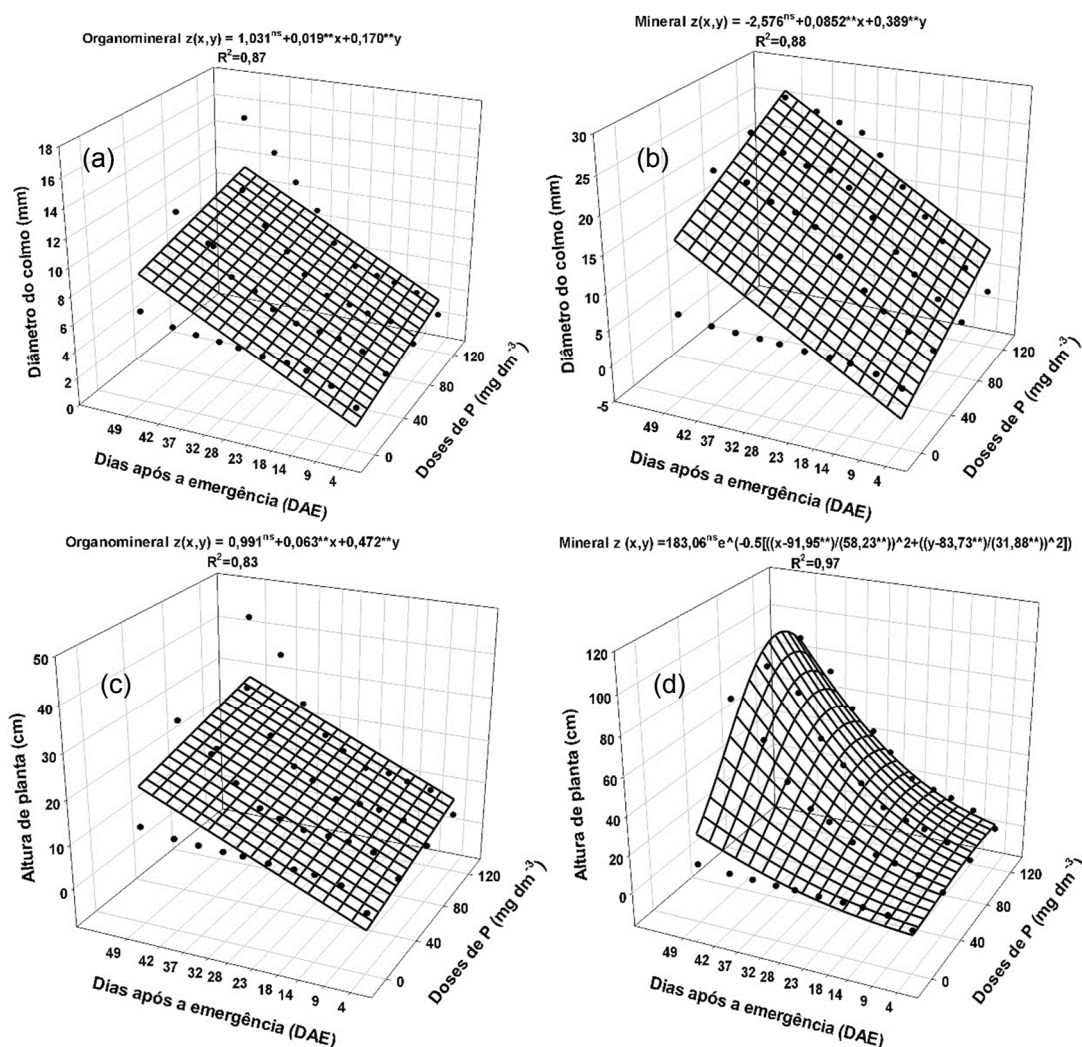 Organomineral z(x,y) = 1,031ns+0,019**x+0,170**y
R2=0,87
(a)
18
16
14
12
10
8
6
4
2
0
Diâmetro do colmo (mm)
49 42 37 32 28 23 18 14 9 4
Dias após a emergência (DAE)
0
40
80
120
Doses de P (mg dm-3)
Mineral z(x,y) = -2,576ns+0,0852**x+0,389**y
R2=0,88
(b)
30
25
20
15
10
5
0
-5
Diâmetro do colmo (mm)
49 42 37 32 28 23 18 14 9 4
Dias após a emergência (DAE)
0
40
80
120
Doses de P (mg dm-3)
Organomineral z(x,y) = 0,991ns+0,063**x+0,472**y
R2=0,83
(c)
50
40
30
20
10
0
Altura de planta (cm)
49 42 37 32 28 23 18 14 9 4
Dias após a emergência (DAE)
0
40
80
120
Doses de P (mg dm-3)
Mineral z (x,y) =183,06nse^(-0.5[((x-91,95**)/(58,23**))^2+((y-83,73**)/(31,88**))^2])
R2=0,97
(d)
120
100
80
60
40
20
0
Altura de planta (cm)
49 42 37 32 28 23 18 14 9 4
Dias após a emergência (DAE)
0
40
80
120
Doses de P (mg dm-3)